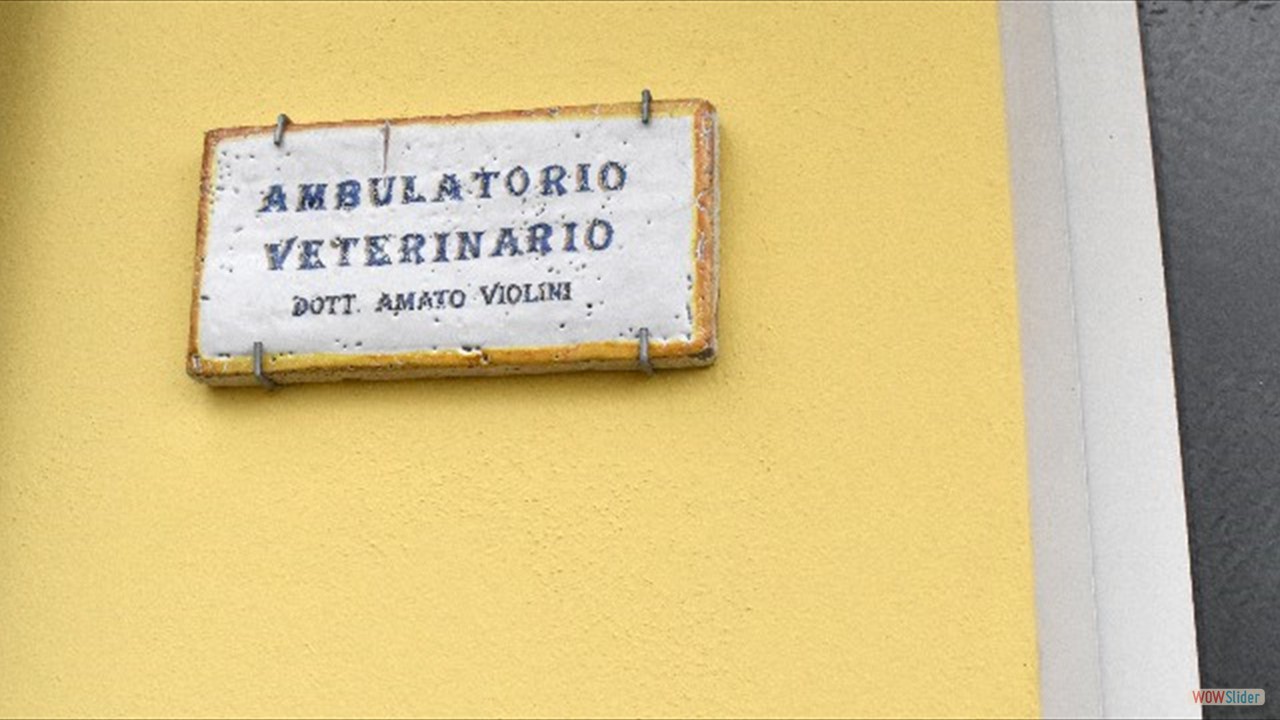 AMBULATORIO
VETERINARIO
DOTT. AMATO VIOLINI
WOWSlider